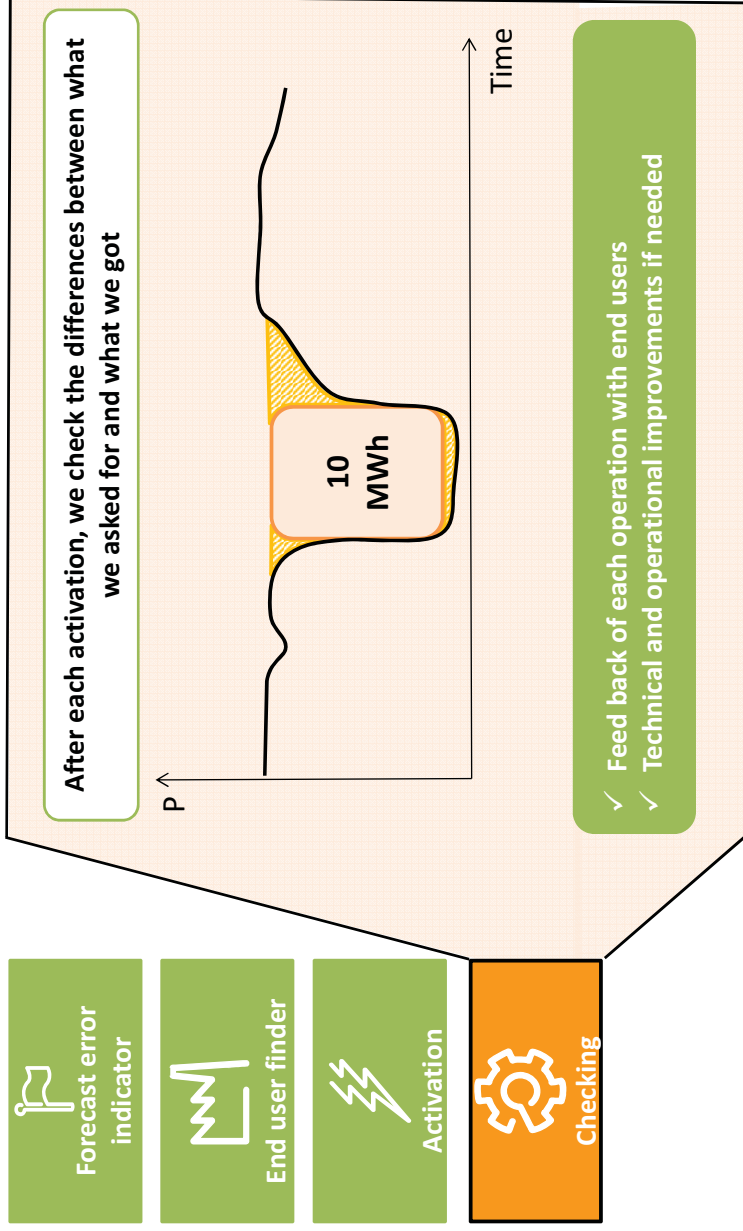 Forecast error
indicator
End user finder
Activation
Checking
After each activation, we check the differences between what
we asked for and what we got
P
10
MWh
Time
✓ Feed back of each operation with end users
✓ Technical and operational improvements if needed